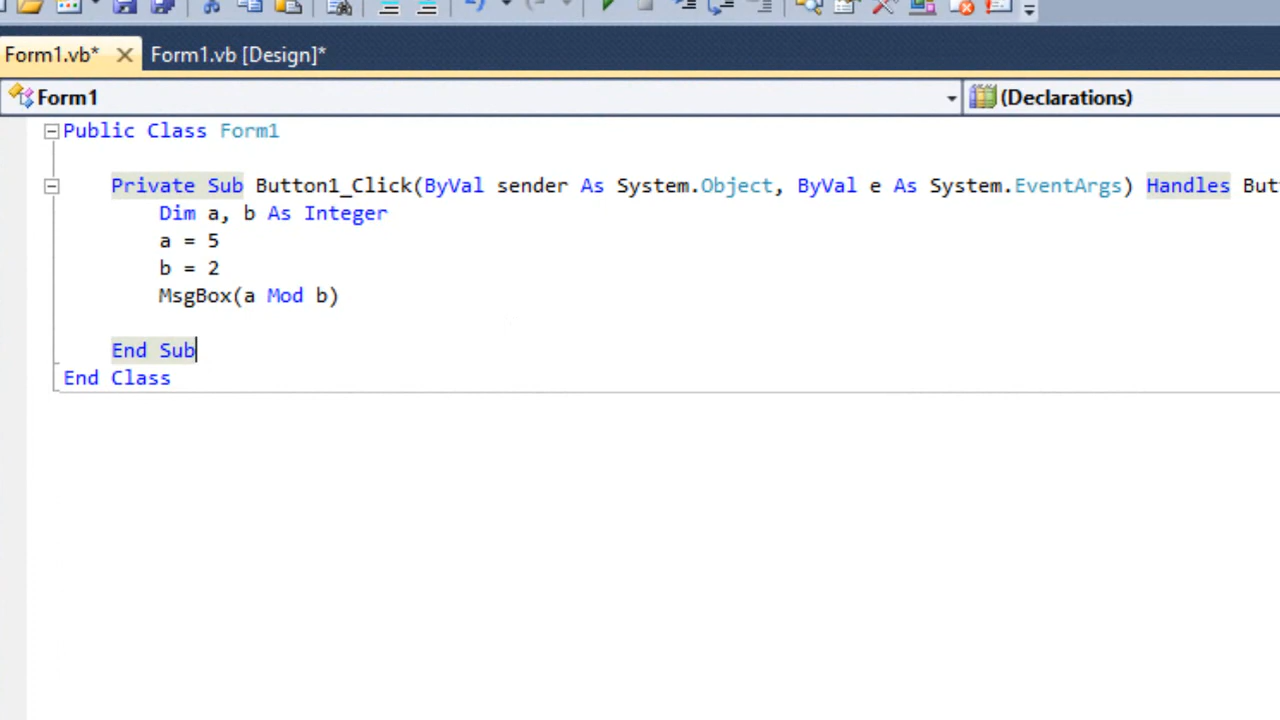 Form1.vb* Form1.vb [Design]*
Form1 (Declarations)
Public Class Form1
Private Sub Button1_Click(ByVal sender As System.Object, ByVal e As System.EventArgs) Handles But
Dim a, b As Integer
a = 5
b = 2
MsgBox(a Mod b)
End Sub
End Class